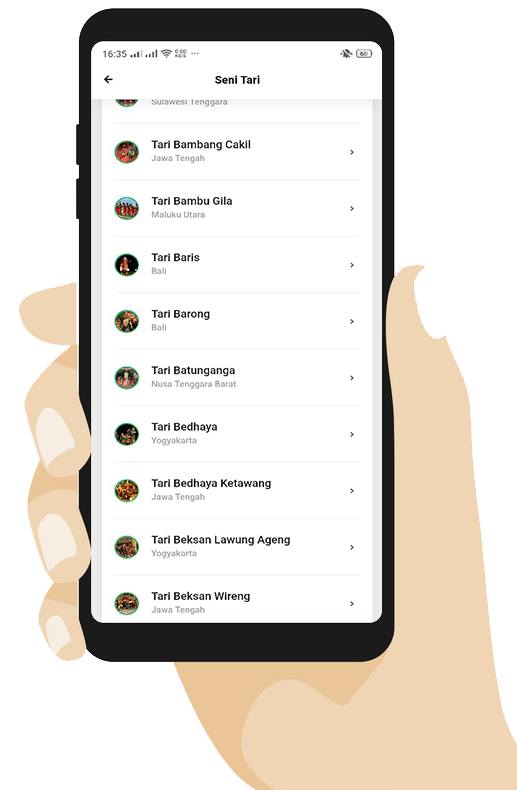 16:35 0.00 KB/S ... 60
Seni Tari
Sulawesi Tenggara
Tari Bambang Cakil
Jawa Tengah
Tari Bambu Gila
Maluku Utara
Tari Baris
Bali
Tari Barong
Bali
Tari Batunganga
Nusa Tenggara Barat
Tari Bedhaya
Yogyakarta
Tari Bedhaya Ketawang
Jawa Tengah
Tari Beksan Lawung Ageng
Yogyakarta
Tari Beksan Wireng
Jawa Tengah